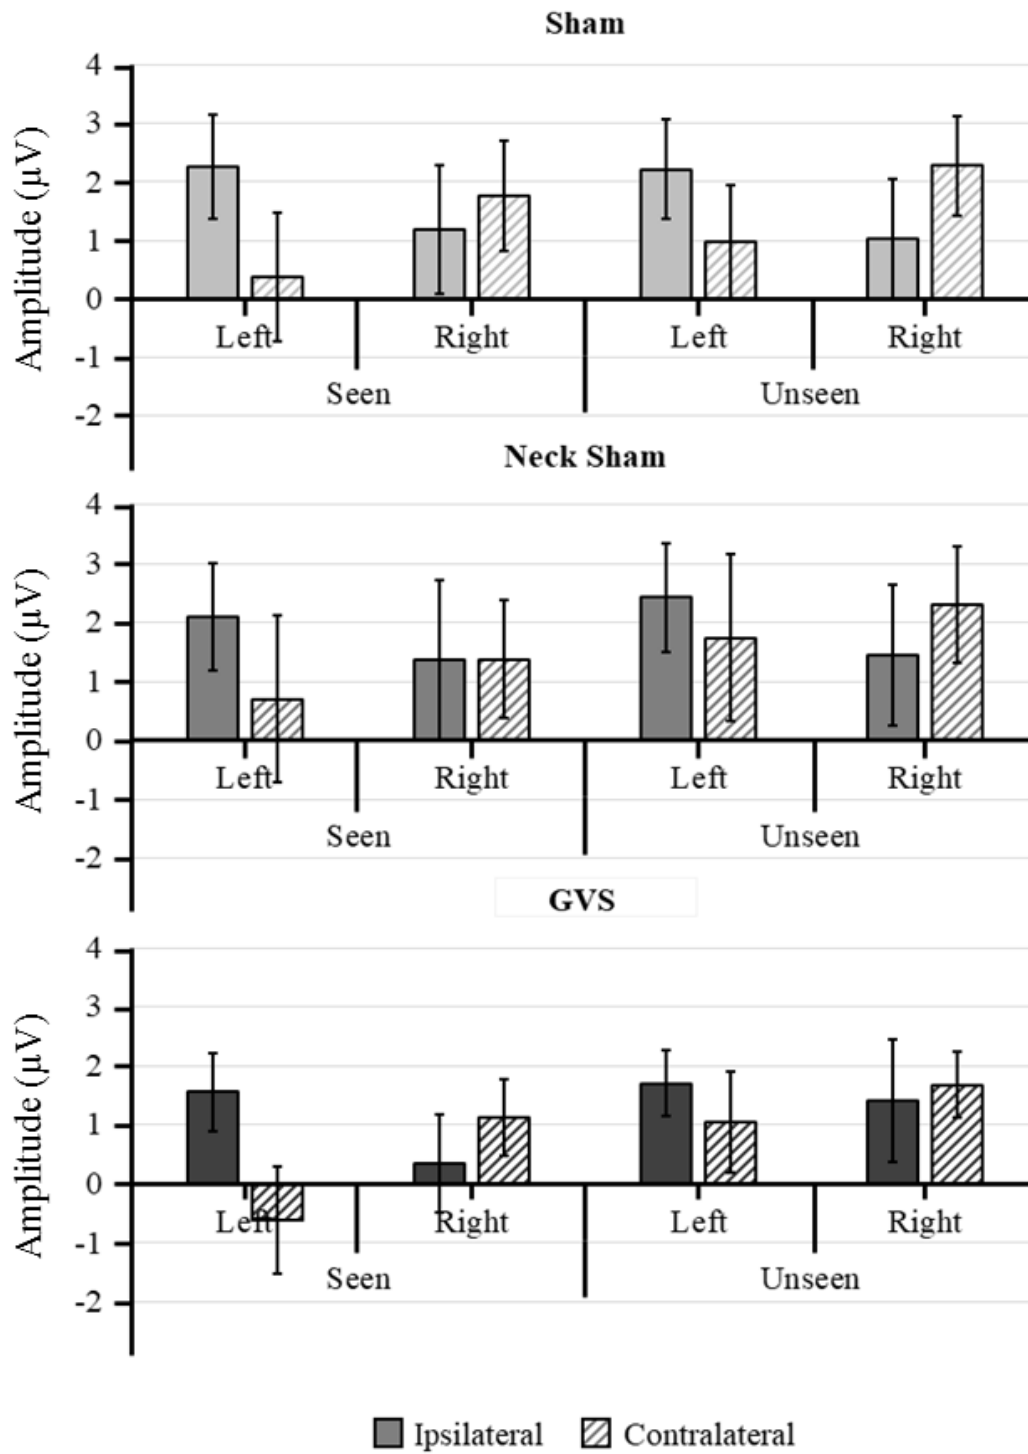 Sham
Amplitude (µV)
4
3
2
1
0
-1
-2
Left Right Left Right
Seen Unseen
Neck Sham
Amplitude (µV)
4
3
2
1
0
-1
-2
Left Right Left Right
Seen Unseen
GVS
Amplitude (µV)
4
3
2
1
0
-1
-2
Left Right Left Right
Seen Unseen
Ipsilateral Contralateral